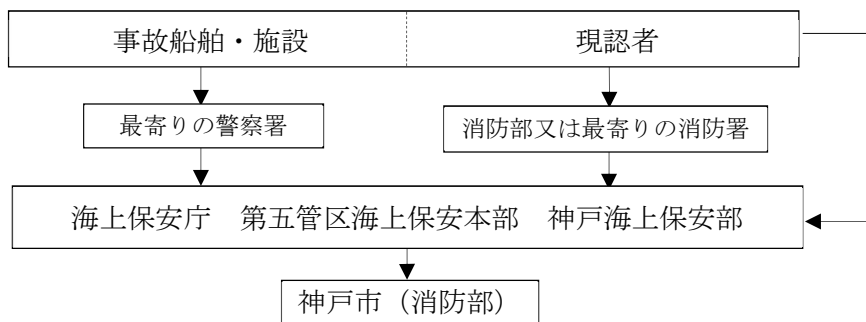 事故船舶・施設　現認者
最寄りの警察署　消防部又は最寄りの消防署
海上保安庁　第五管区海上保安本部　神戸海上保安部
神戸市（消防部）